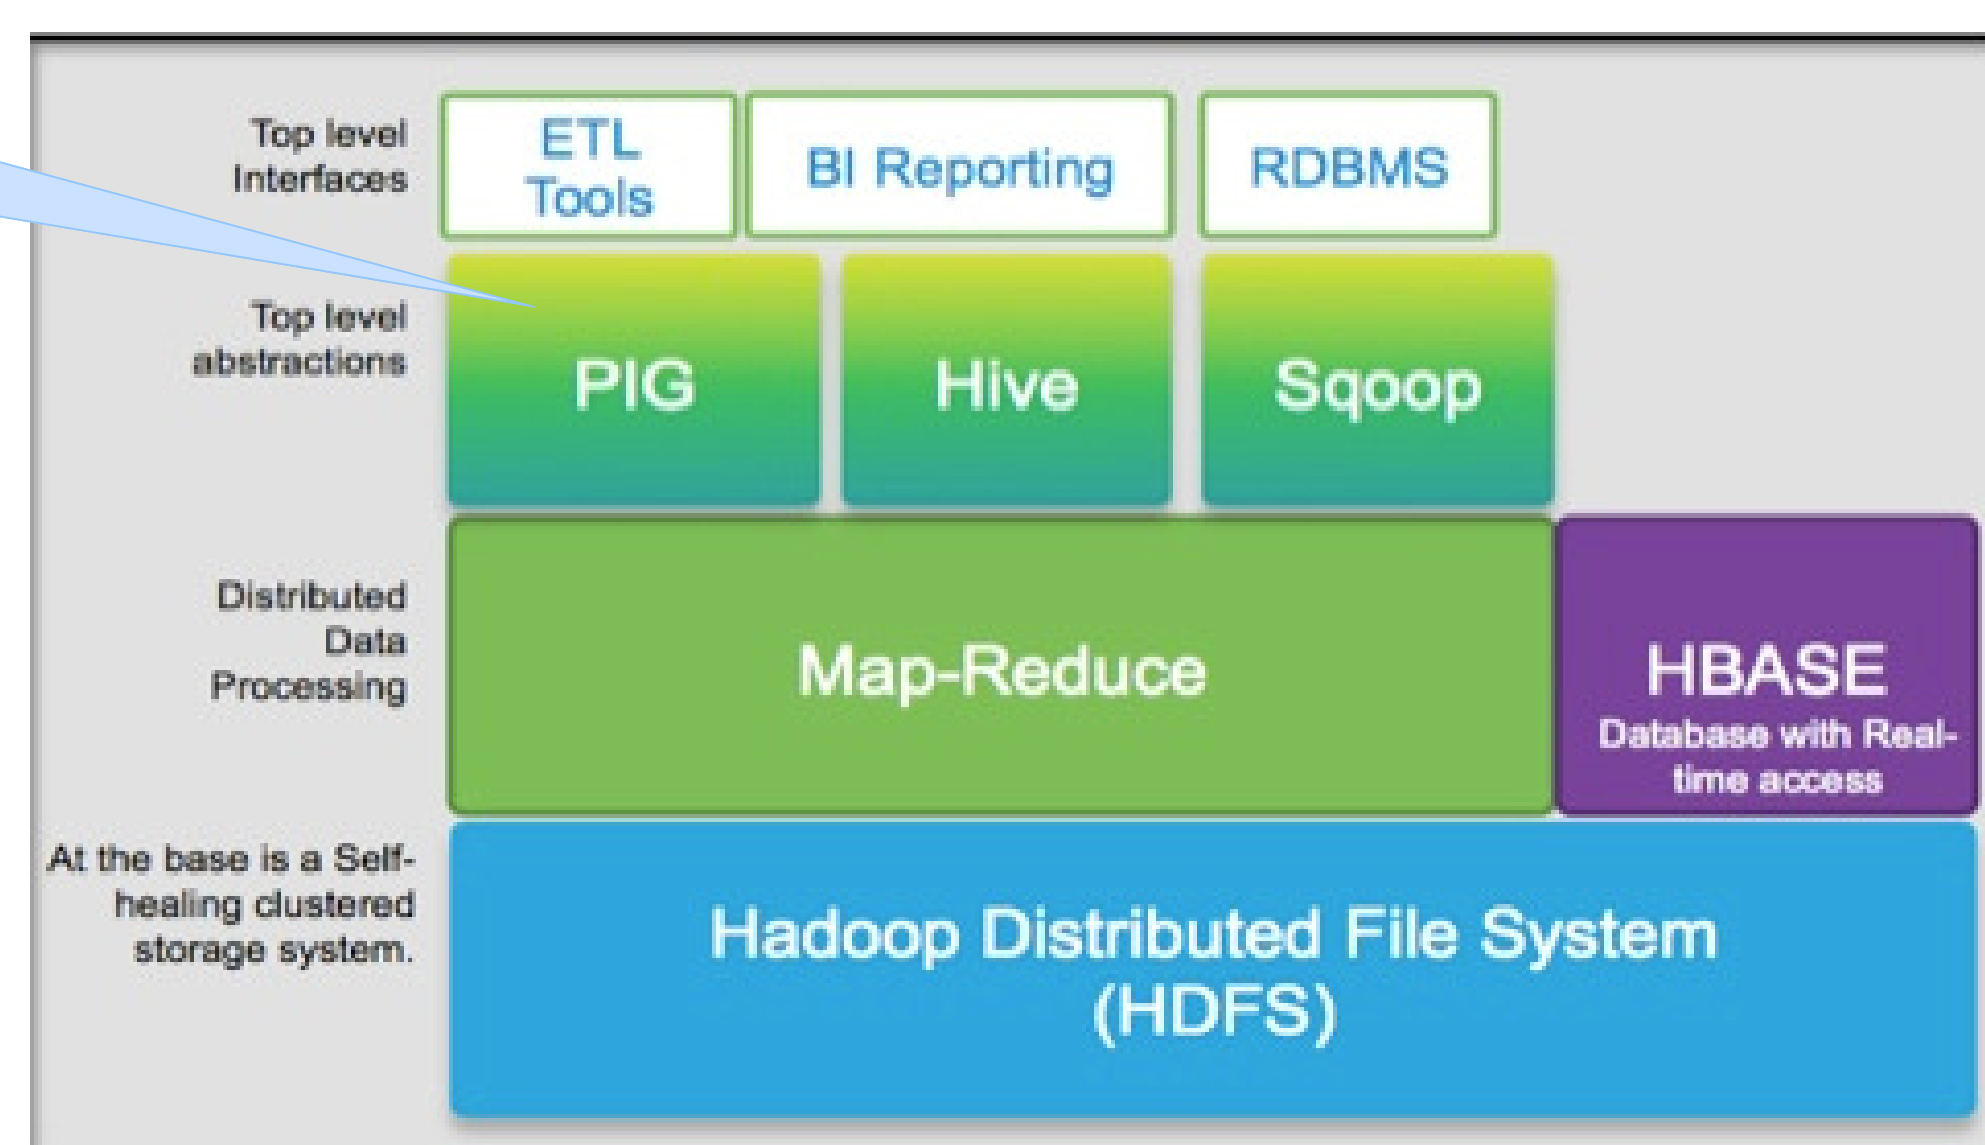 Top level
Interfaces
ETL
Tools
BI Reporting
RDBMS
Top level
abstractions
PIG
Hive
Sqoop
Distributed
Data
Processing
Map-Reduce
HBASE
Database with Real-
time access
At the base is a Self-
healing clustered
storage system.
Hadoop Distributed File System
(HDFS)